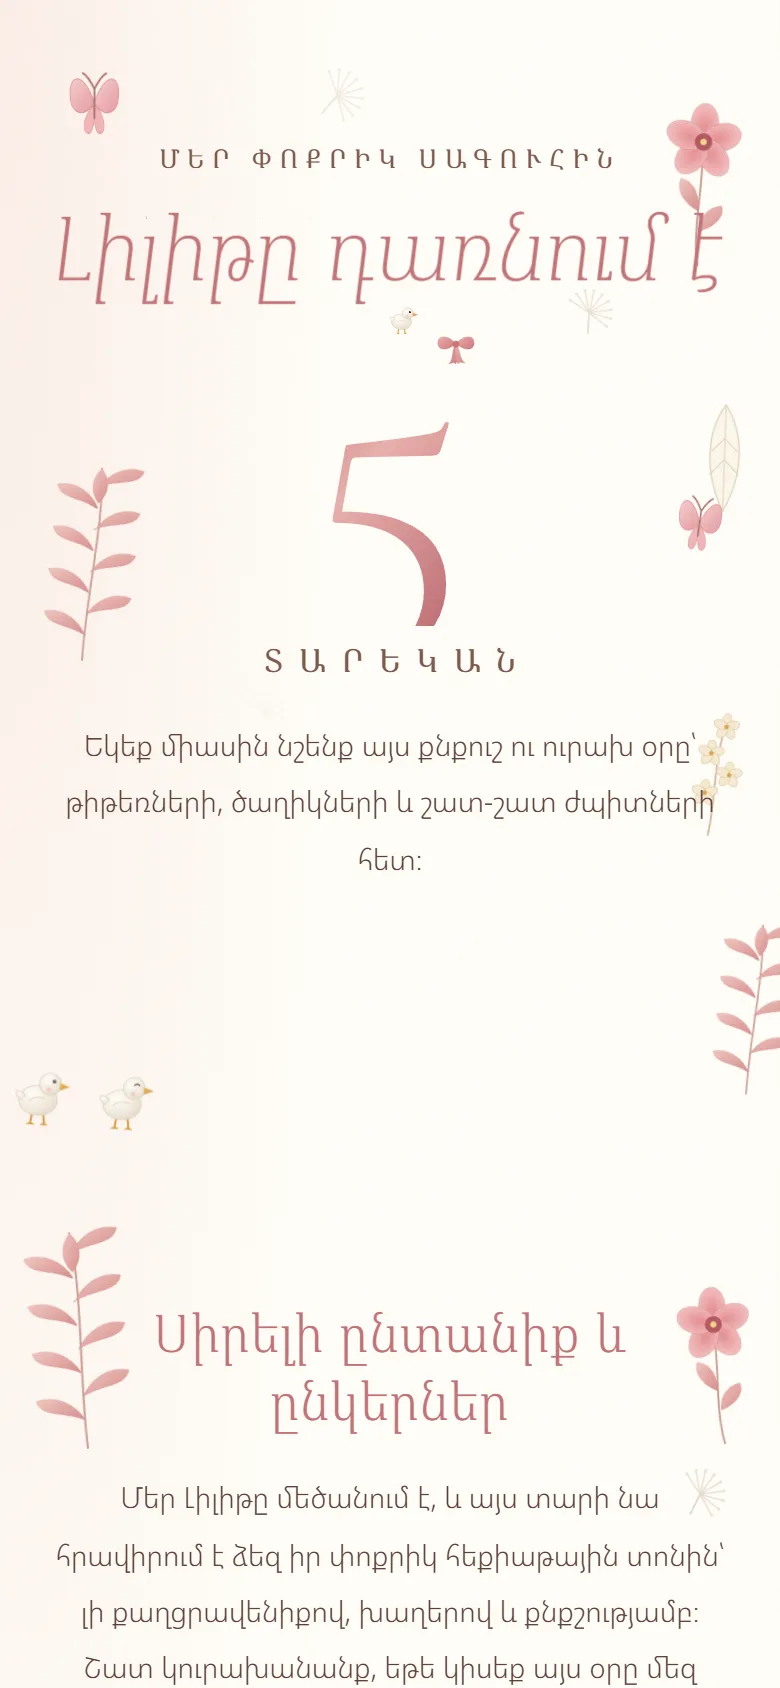 ՄԵՐ ՓՈՔՐԻԿ ՍԱԳՈՒՀԻՆ
Լիլիթը դառնում է
5
ՏԱՐԵԿԱՆ
Եկեք միասին նշենք այս քնքուշ ու ուրախ օրը՝
թիթեռների, ծաղիկների և շատ-շատ ժպիտների
հետ։
Սիրելի ընտանիք և
ընկերներ
Մեր Լիլիթը մեծանում է, և այս տարի նա
հրավիրում է ձեզ իր փոքրիկ հեքիաթային տոնին՝
լի քաղցրավենիքով, խաղերով և քնքշությամբ։
Շատ կուրախանանք, եթե կիսեք այս օրը մեզ